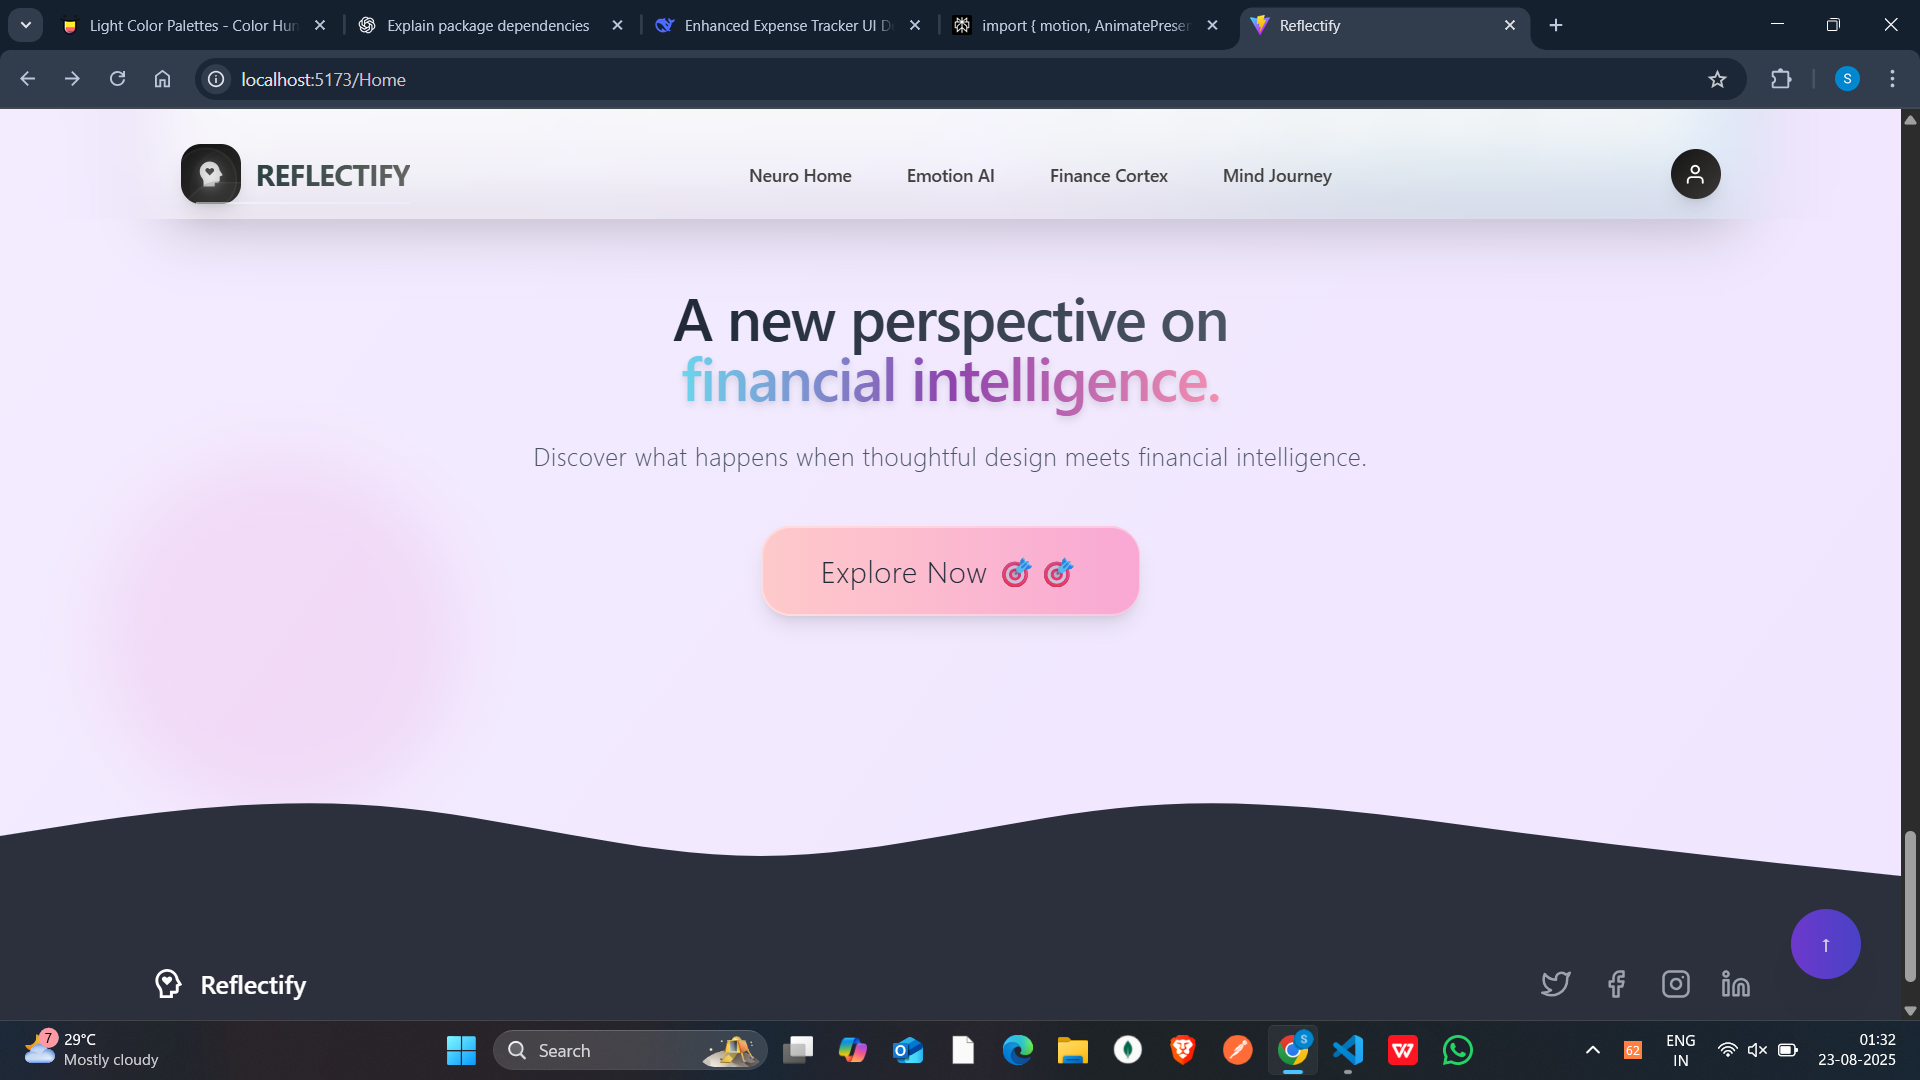 Light Color Palettes - Color Hun
Explain package dependencies
Enhanced Expense Tracker UI D
import { motion, AnimatePreser
Reflectify
localhost:5173/Home
S
REFLECTIFY
Neuro Home
Emotion AI
Finance Cortex
Mind Journey
A new perspective on
financial intelligence.
Discover what happens when thoughtful design meets financial intelligence.
Explore Now
↑
Reflectify
7
29°C
Mostly cloudy
Search
S
62
ENG
IN
01:32
23-08-2025